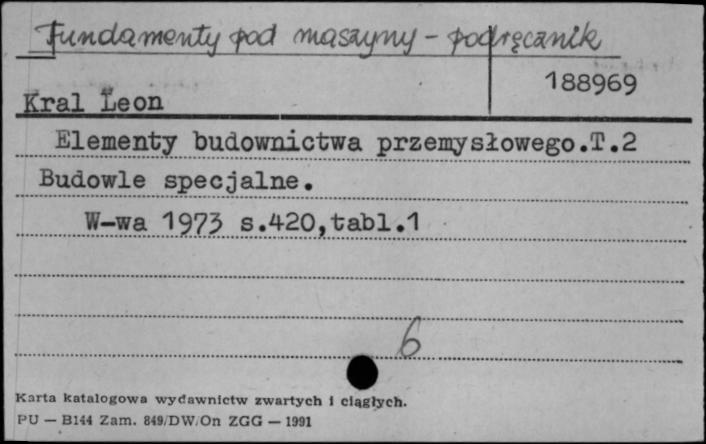 Fundamenty pod maszyny - podręcznik
188969
Kral Leon
Elementy budownictwa przemysłowego.T.2
Budowle specjalne.
W-wa 1973 s.420,tabl.1
6
Karta katalogowa wydawnictw zwartych i ciągłych.
PU — B144 Zam. 849/DW/On ZGG — 1991